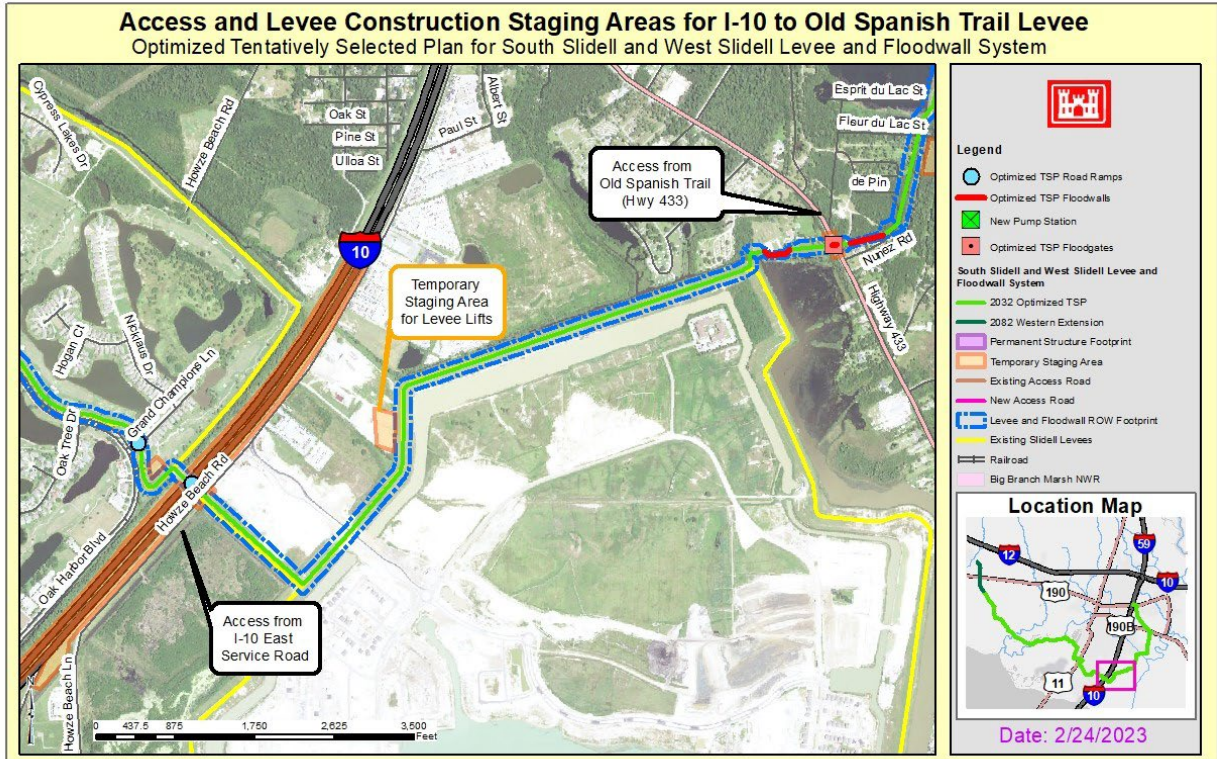 Access and Levee Construction Staging Areas for I-10 to Old Spanish Trail Levee
Optimized Tentatively Selected Plan for South Slidell and West Slidell Levee and Floodwall System
Cypress Lakes Dr
Howze Beach Rd
Oak St
Pine St
Ulloa St
Paul St
Albert St
Esprit du Lac St
Fleur du Lac St
de Pin
Access from
Old Spanish Trail
(Hwy 433)
Nunez Rd
Highway 433
10
Temporary
Staging Area
for Levee Lifts
Hogan Ct
Nicklaus Dr
Grand Champions Ln
Oak Tree Dr
Howze Beach Rd
Oak Harbor Blvd
Access from
I-10 East
Service Road
Howze Beach Ln
N
0 437.5 875 1,750 2,625 3,500
Feet
Legend
Optimized TSP Road Ramps
Optimized TSP Floodwalls
New Pump Station
Optimized TSP Floodgates
South Slidell and West Slidell Levee and
Floodwall System
2032 Optimized TSP
2082 Western Extension
Permanent Structure Footprint
Temporary Staging Area
Existing Access Road
New Access Road
Levee and Floodwall ROW Footprint
Existing Slidell Levees
Railroad
Big Branch Marsh NWR
Location Map
59
12
10
190
190B
11
10
Date: 2/24/2023